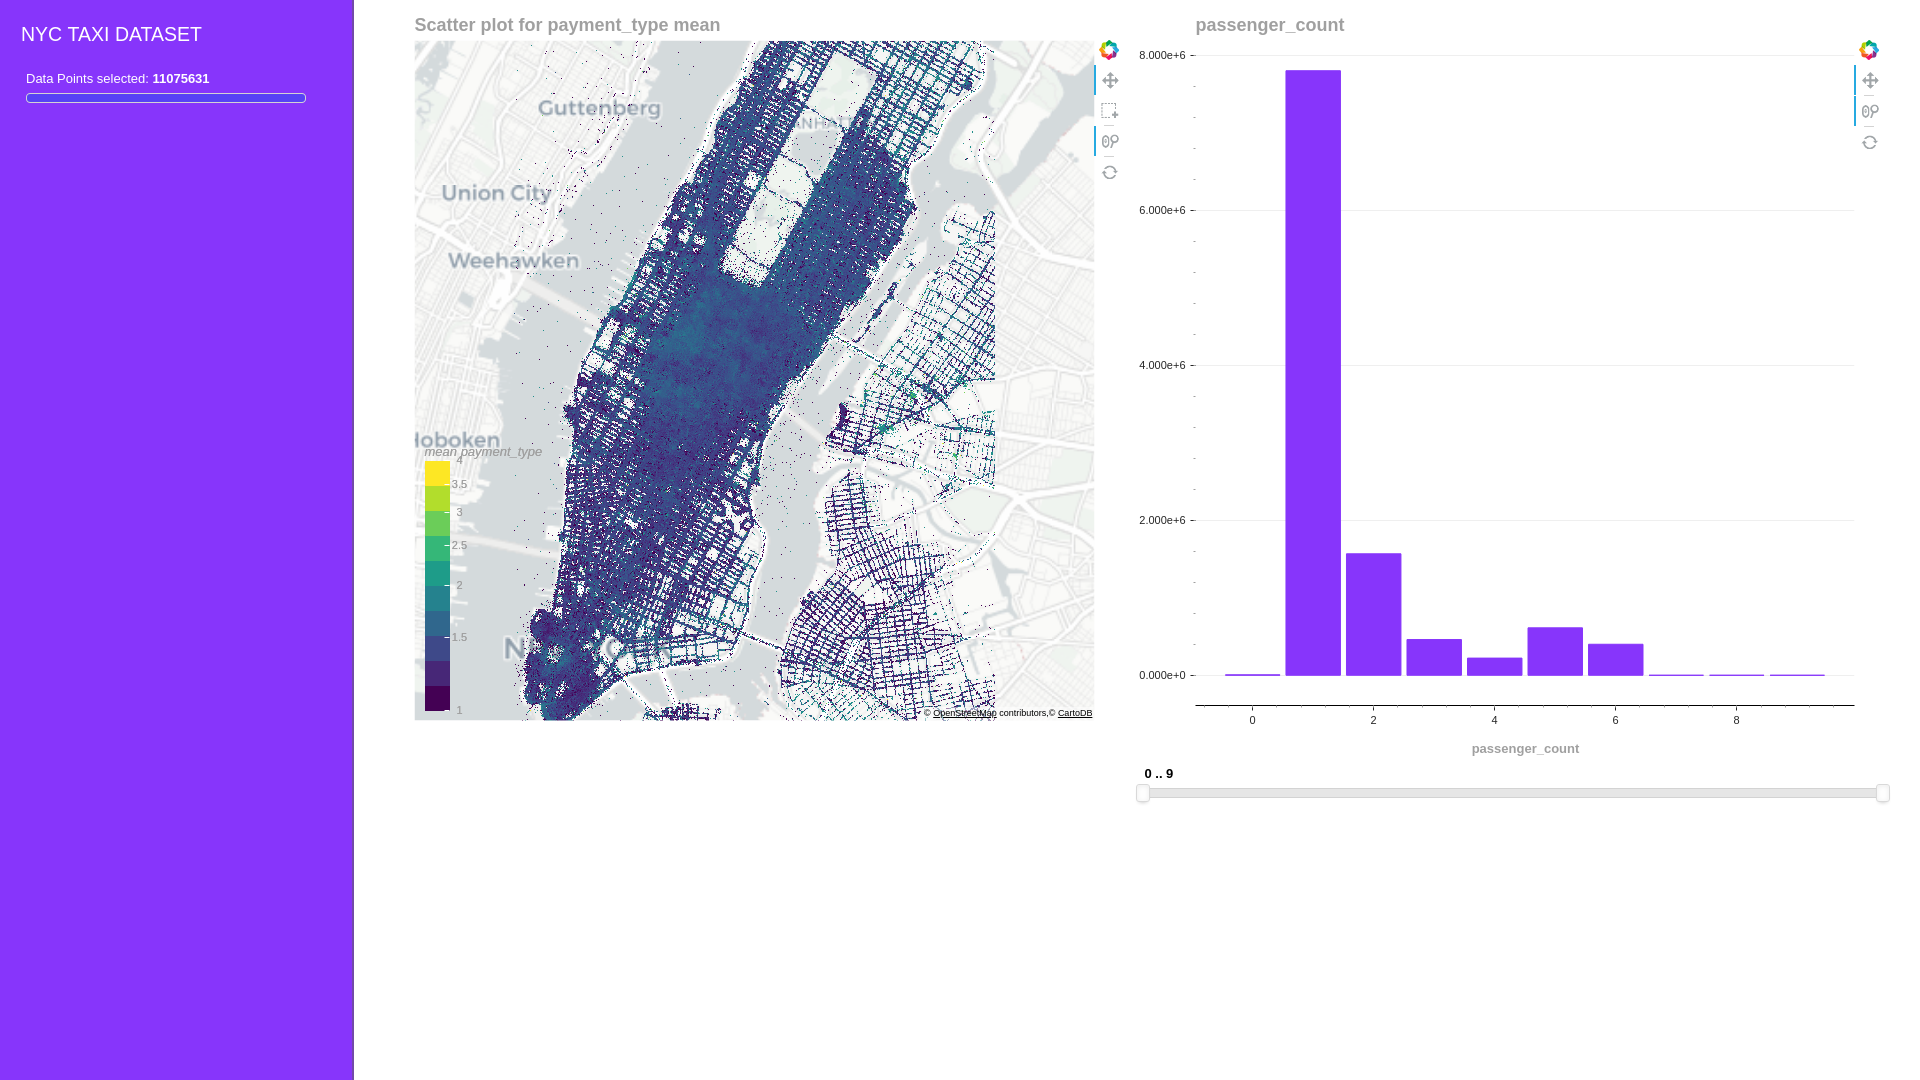 NYC TAXI DATASET
Data Points selected: 11075631
Scatter plot for payment_type mean
Guttenberg
Union City
Weehawken
Hoboken
mean payment_type
4
3.5
3
2.5
2
1.5
1
© OpenStreetMap contributors,© CartoDB
passenger_count
8.000e+6
6.000e+6
4.000e+6
2.000e+6
0.000e+0
0
2
4
6
8
passenger_count
0 .. 9